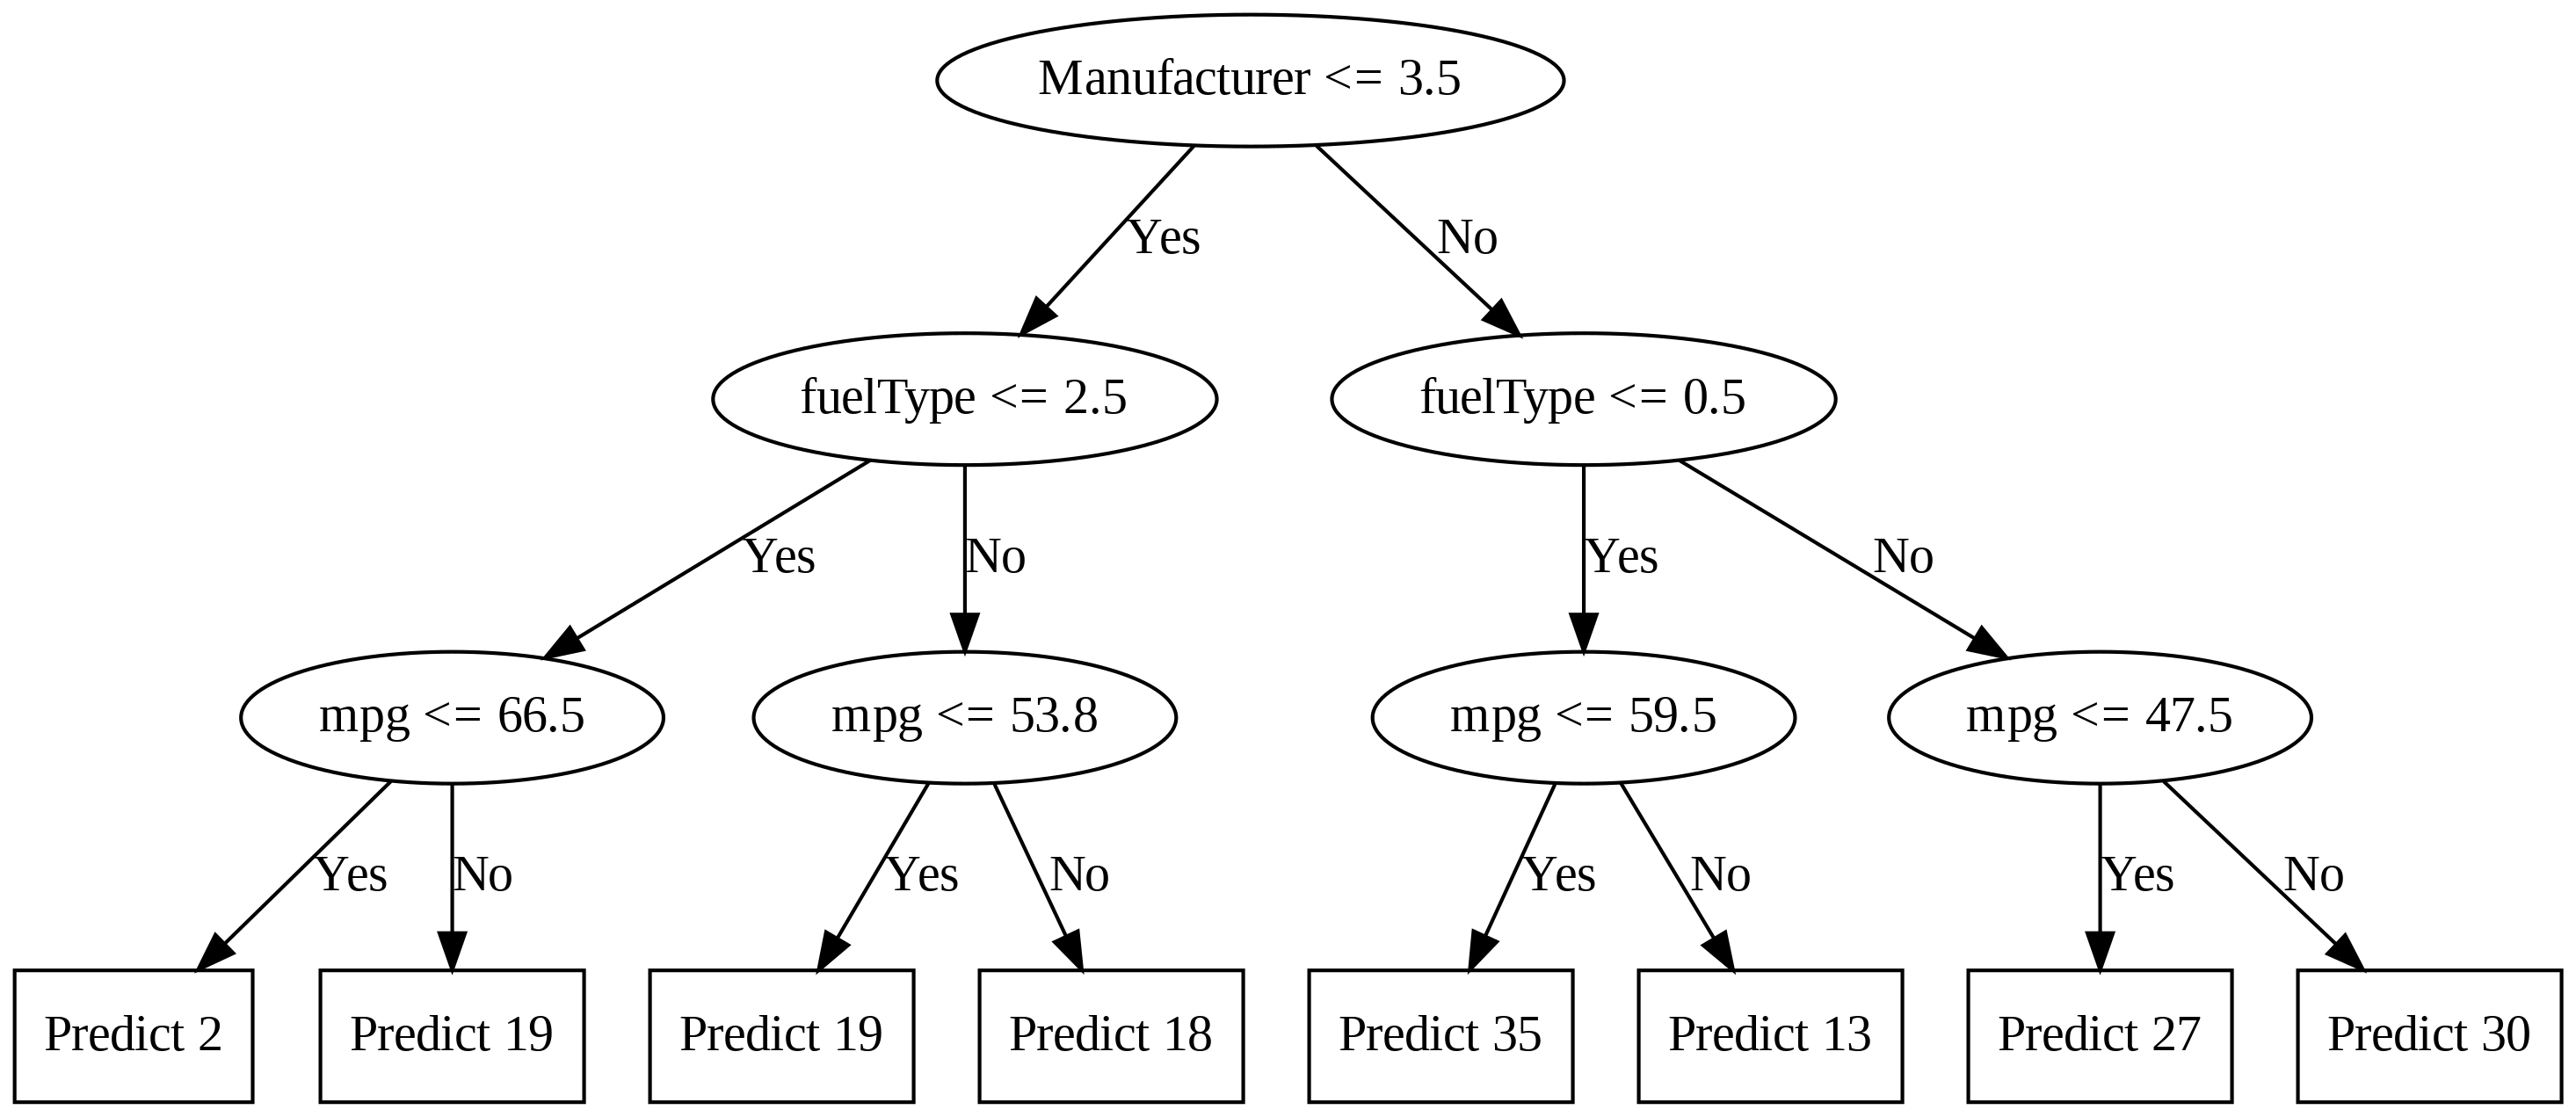 Manufacturer <= 3.5
Yes
No
fuelType <= 2.5
fuelType <= 0.5
Yes
No
Yes
No
mpg <= 66.5
mpg <= 53.8
mpg <= 59.5
mpg <= 47.5
Yes
No
Yes
No
Yes
No
Yes
No
Predict 2
Predict 19
Predict 19
Predict 18
Predict 35
Predict 13
Predict 27
Predict 30